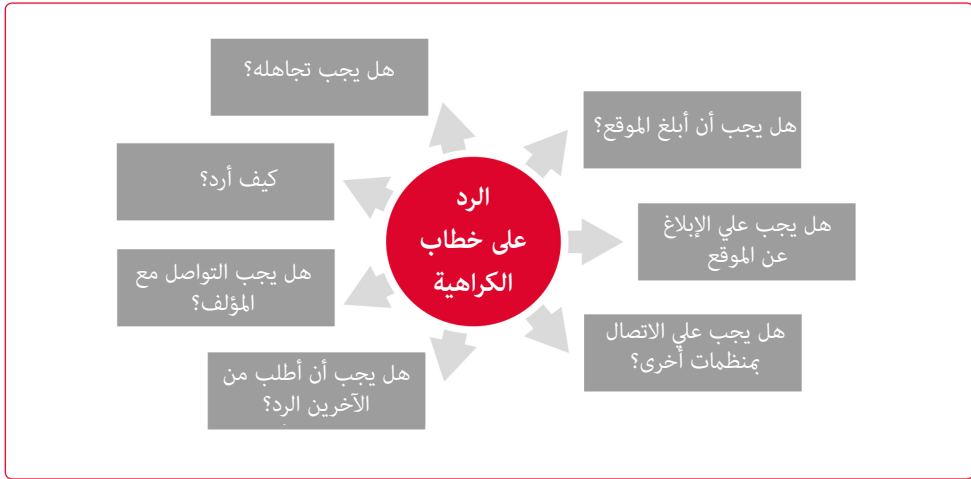 هل يجب تجاهله؟
هل يجب أن أبلغ الموقع؟
كيف أرد؟
الرد
على خطاب
الكراهية
هل يجب علي الإبلاغ
عن الموقع
هل يجب التواصل مع
المؤلف؟
هل يجب علي الاتصال
بمنظمات أخرى؟
هل يجب أن أطلب من
الآخرين الرد؟